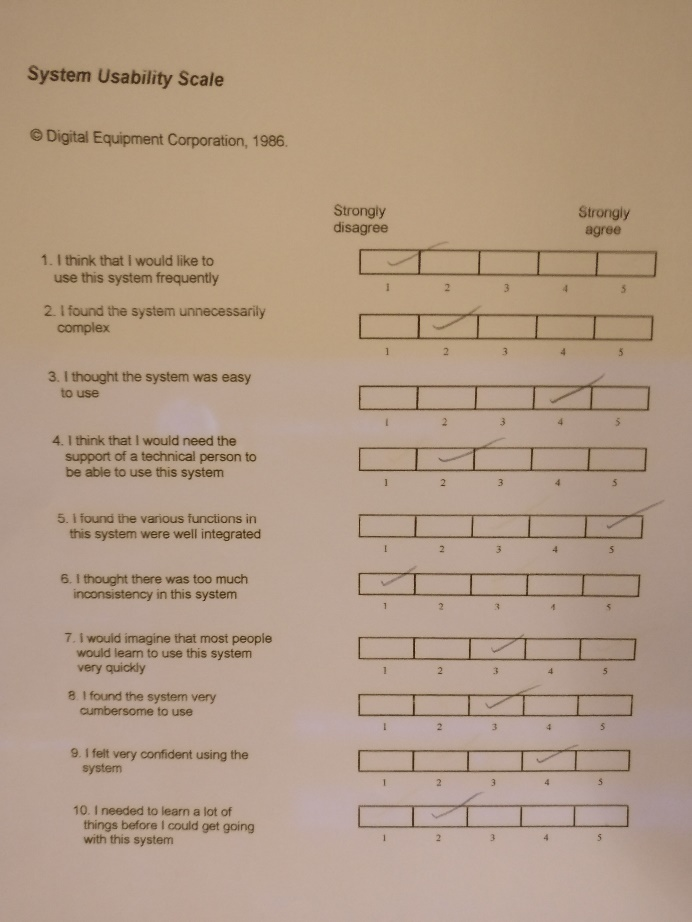 System Usability Scale
© Digital Equipment Corporation, 1986.
Strongly disagree
Strongly agree
1. I think that I would like to
use this system frequently
1 2 3 4 5
2. I found the system unnecessarily
complex
1 2 3 4 5
3. I thought the system was easy
to use
1 2 3 4 5
4. I think that I would need the
support of a technical person to
be able to use this system
1 2 3 4 5
5. I found the various functions in
this system were well integrated
1 2 3 4 5
6. I thought there was too much
inconsistency in this system
1 2 3 4 5
7. I would imagine that most people
would learn to use this system
very quickly
1 2 3 4 5
8. I found the system very
cumbersome to use
1 2 3 4 5
9. I felt very confident using the
system
1 2 3 4 5
10. I needed to learn a lot of
things before I could get going
with this system
1 2 3 4 5